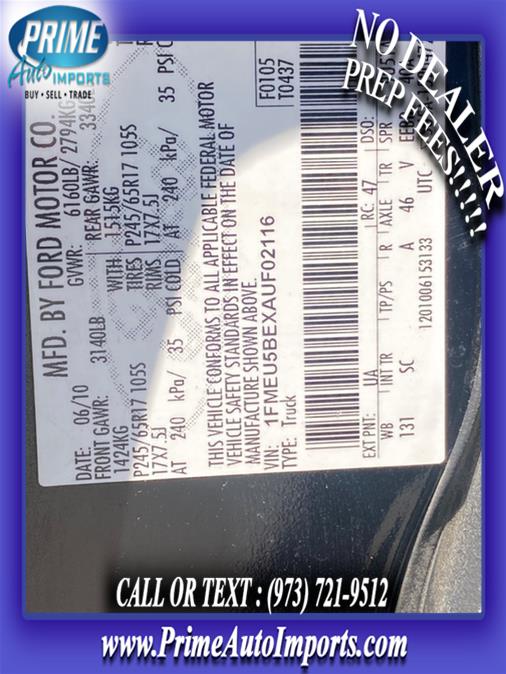 PRIME
Auto IMPORTS
BUY • SELL • TRADE
NO DEALER
PREP FEES!!!!!
MFD. BY FORD MOTOR CO.
DATE: 06/10
GVWR: 6160LB/ 2794KG
FRONT GAWR: 3140LB
REAR GAWR: 3340
1424KG
WITH
1515KG
P245/65R17 105S
TIRES
P245/65R17 105S
17X7.5J
RIMS
17X7.5J
AT 240 kPa/ 35 PSI COLD
AT 240 kPa/ 35 PSI C
THIS VEHICLE CONFORMS TO ALL APPLICABLE FEDERAL MOTOR
VEHICLE SAFETY STANDARDS IN EFFECT ON THE DATE OF
MANUFACTURE SHOWN ABOVE.
VIN: 1FMEU5BEXAUF02116
TYPE: Truck
F0105
T0437
EXT PNT: UA
RC: 47
DSO:
WB
INT TR
TP/PS
R
AXLE
TR
SPR
131
SC
A
46
V
UTC
1201006153133
CALL OR TEXT : (973) 721-9512
www.PrimeAutoImports.com